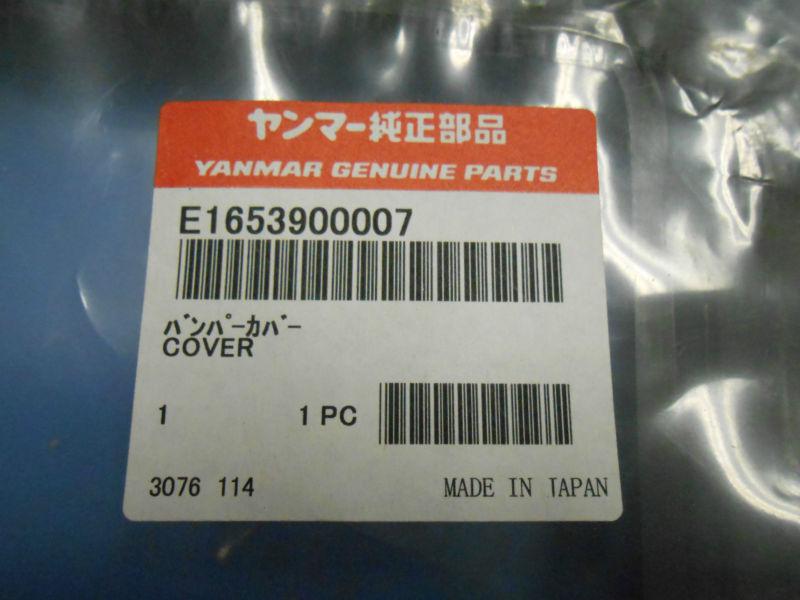 ヤンマー純正部品
YANMAR GENUINE PARTS
E1653900007
ﾊﾞﾝﾊﾟｰｶﾊﾞｰ
COVER
1 1 PC
3076 114 MADE IN JAPAN